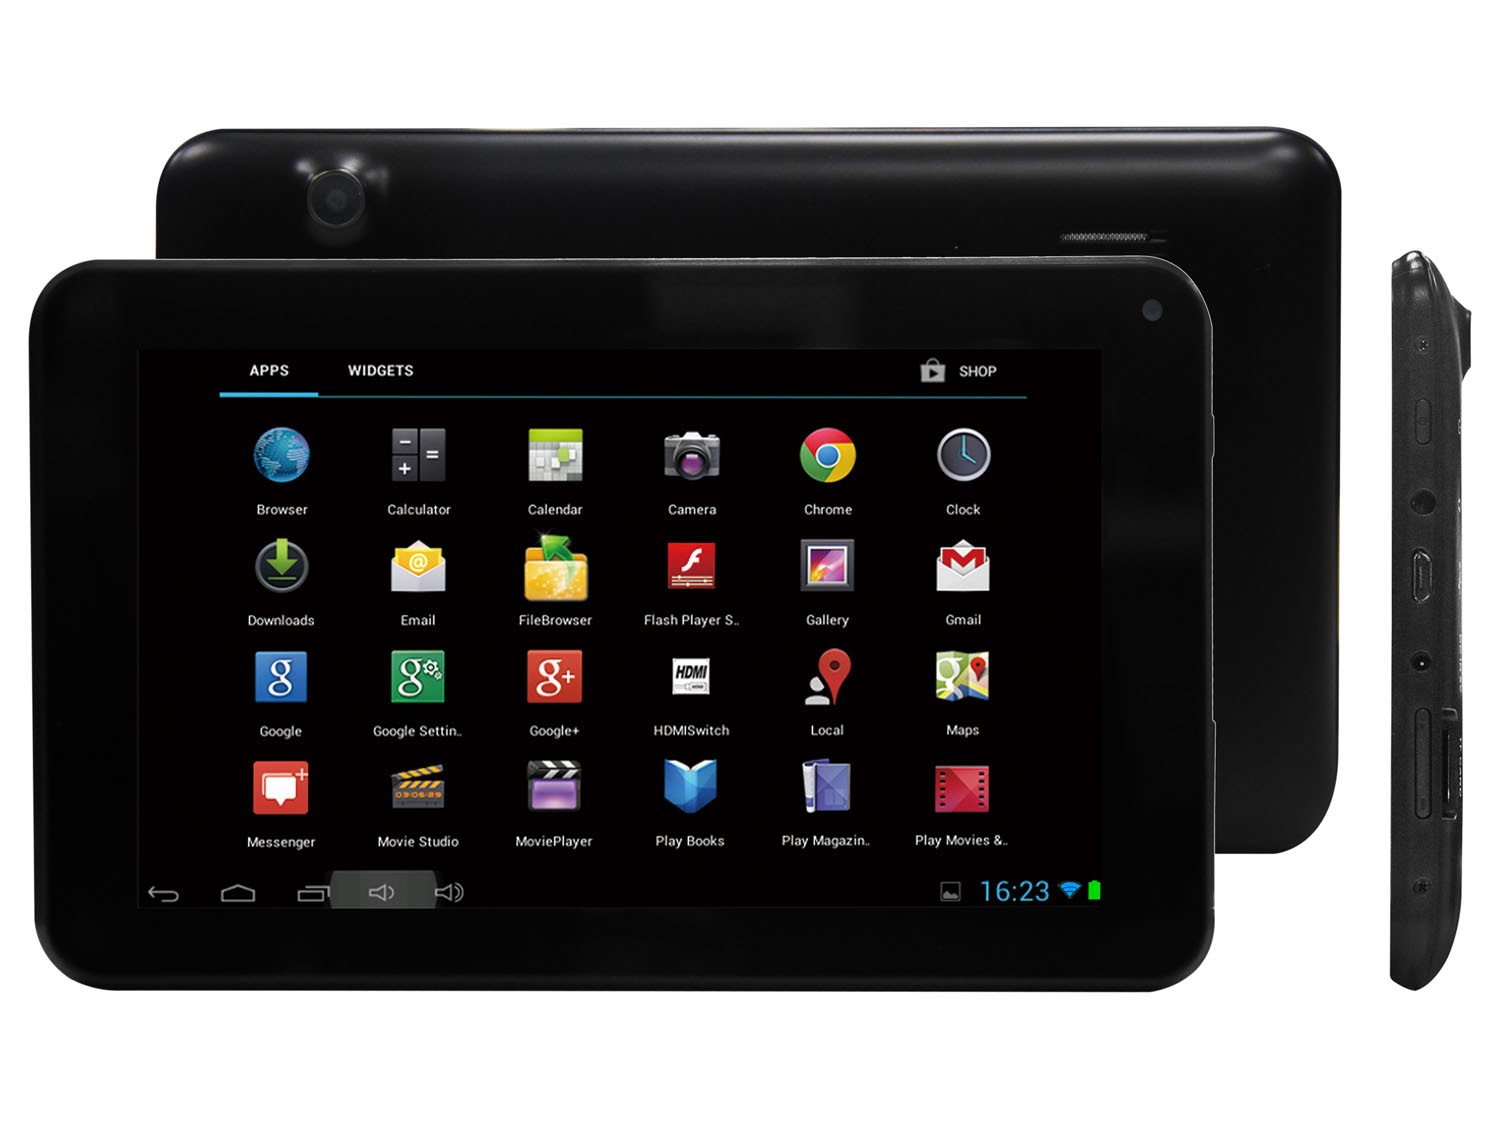 APPS WIDGETS SHOP
Browser Calculator Calendar Camera Chrome Clock
Downloads Email FileBrowser Flash Player S.. Gallery Gmail
Google Google Settin.. Google+ HDMISwitch Local Maps
Messenger Movie Studio MoviePlayer Play Books Play Magazin.. Play Movies &..
16:23